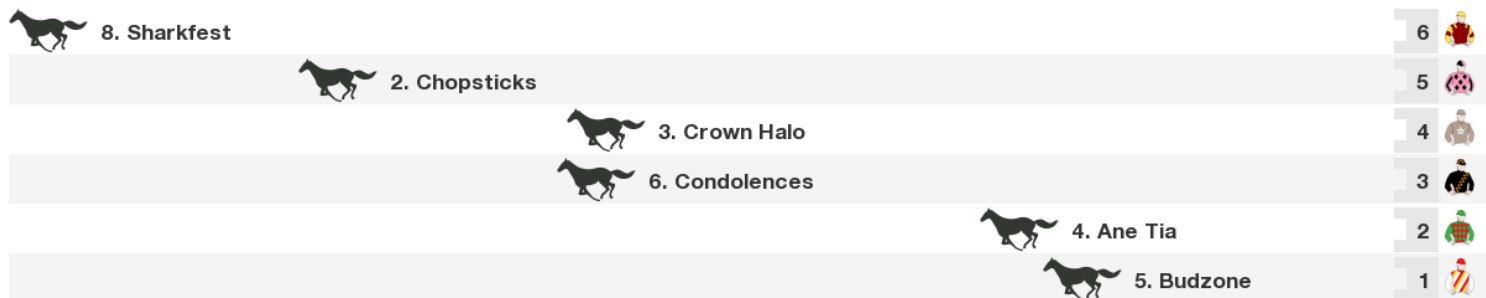 8. Sharkfest 6
2. Chopsticks 5
3. Crown Halo 4
6. Condolences 3
4. Ane Tia 2
5. Budzone 1